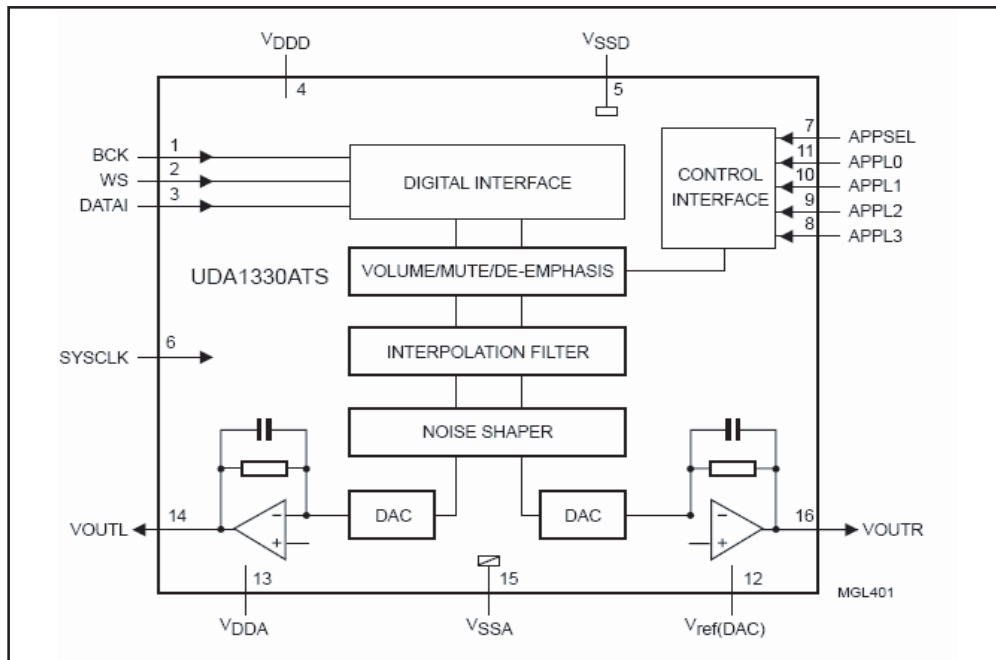 VDDD
VSSD
4
5
BCK
1
WS
2
DATAI
3
DIGITAL INTERFACE
CONTROL
INTERFACE
7
APPSEL
11
APPL0
10
APPL1
9
APPL2
8
APPL3
UDA1330ATS
VOLUME/MUTE/DE-EMPHASIS
SYSCLK
6
INTERPOLATION FILTER
NOISE SHAPER
VOUTL
14
−
+
DAC
DAC
−
+
16
VOUTR
13
15
12
MGL401
VDDA
VSSA
Vref(DAC)